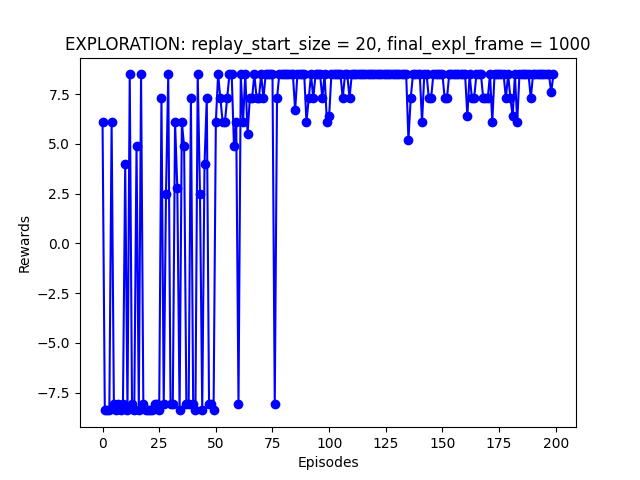 EXPLORATION: replay_start_size = 20, final_expl_frame = 1000
7.5
5.0
2.5
0.0
−2.5
−5.0
−7.5
Rewards
0 25 50 75 100 125 150 175 200
Episodes